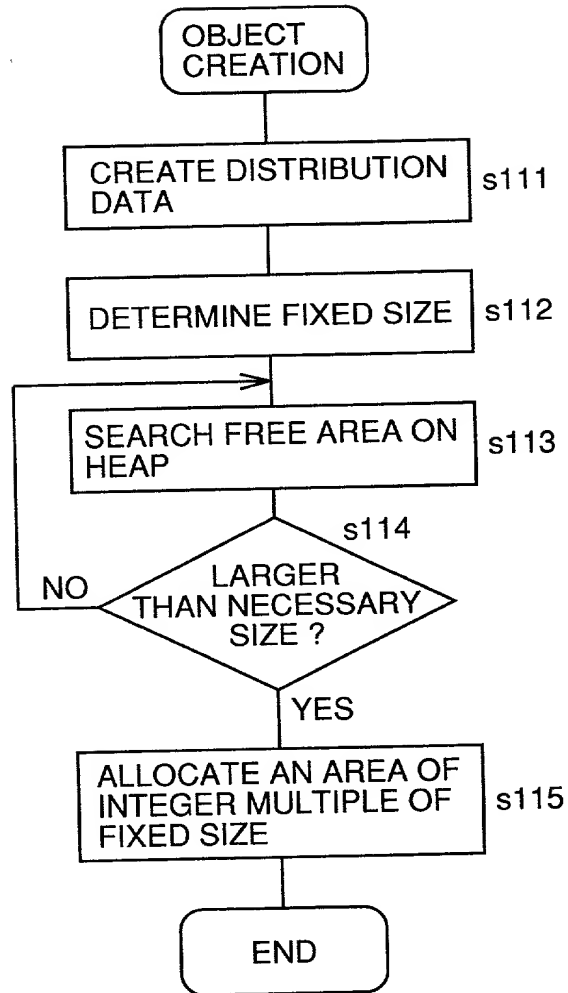 OBJECT
CREATION
CREATE DISTRIBUTION
DATA
s111
DETERMINE FIXED SIZE
s112
SEARCH FREE AREA ON
HEAP
s113
s114
LARGER
THAN NECESSARY
SIZE ?
NO
YES
ALLOCATE AN AREA OF
INTEGER MULTIPLE OF
FIXED SIZE
s115
END